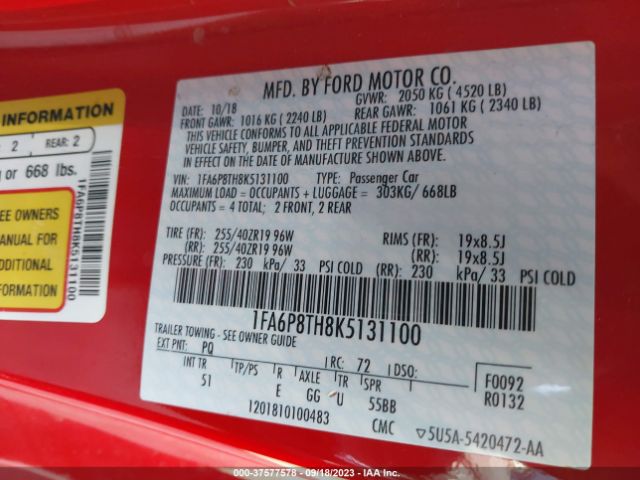 INFORMATION
2
REAR: 2
or 668 lbs.
SEE OWNERS
MANUAL FOR
ADDITIONAL
INFORMATION
1FA6P8TH8K5131100
MFD. BY FORD MOTOR CO.
DATE: 10/18
GVWR: 2050 KG ( 4520 LB)
FRONT GAWR: 1016 KG ( 2240 LB)
REAR GAWR: 1061 KG ( 2340 LB)
THIS VEHICLE CONFORMS TO ALL APPLICABLE FEDERAL MOTOR
VEHICLE SAFETY, BUMPER, AND THEFT PREVENTION STANDARDS
IN EFFECT ON THE DATE OF MANUFACTURE SHOWN ABOVE.
VIN: 1FA6P8TH8K5131100 TYPE: Passenger Car
MAXIMUM LOAD = OCCUPANTS + LUGGAGE = 303KG/ 668LB
OCCUPANTS = 4 TOTAL; 2 FRONT, 2 REAR
TIRE (FR): 255/40ZR19 96W RIMS (FR): 19x8.5J
(RR): 255/40ZR19 96W (RR): 19x8.5J
PRESSURE (FR): 230 kPa/ 33 PSI COLD (RR): 230 kPa/ 33 PSI COLD
1FA6P8TH8K5131100
TRAILER TOWING - SEE OWNER GUIDE
EXT PNT: PQ RC: 72 DSO:
INT TR TP/PS R AXLE TR SPR
51 E GG U 55BB
F0092
R0132
1201810100483
CMC ▽5U5A-5420472-AA
000-37577578 - 09/18/2023 - IAA Inc.